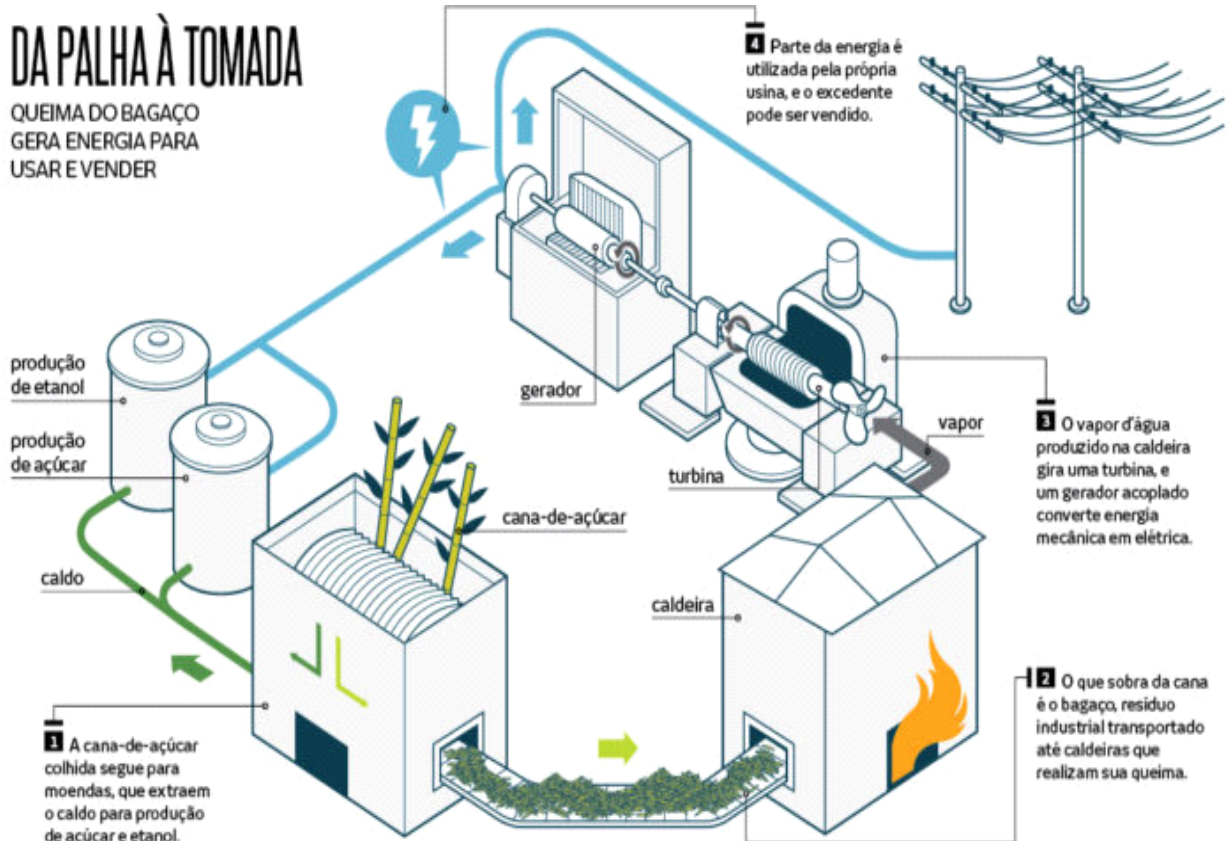 DA PALHA À TOMADA
QUEIMA DO BAGAÇO
GERA ENERGIA PARA
USAR E VENDER
4 Parte da energia é
utilizada pela própria
usina, e o excedente
pode ser vendido.
produção
de etanol
produção
de açúcar
gerador
turbina
vapor
3 O vapor d'água
produzido na caldeira
gira uma turbina, e
um gerador acoplado
converte energia
mecânica em elétrica.
cana-de-açúcar
caldo
caldeira
1 A cana-de-açúcar
colhida segue para
moendas, que extraem
o caldo para produção
de açúcar e etanol.
2 O que sobra da cana
é o bagaço, resíduo
industrial transportado
até caldeiras que
realizam sua queima.